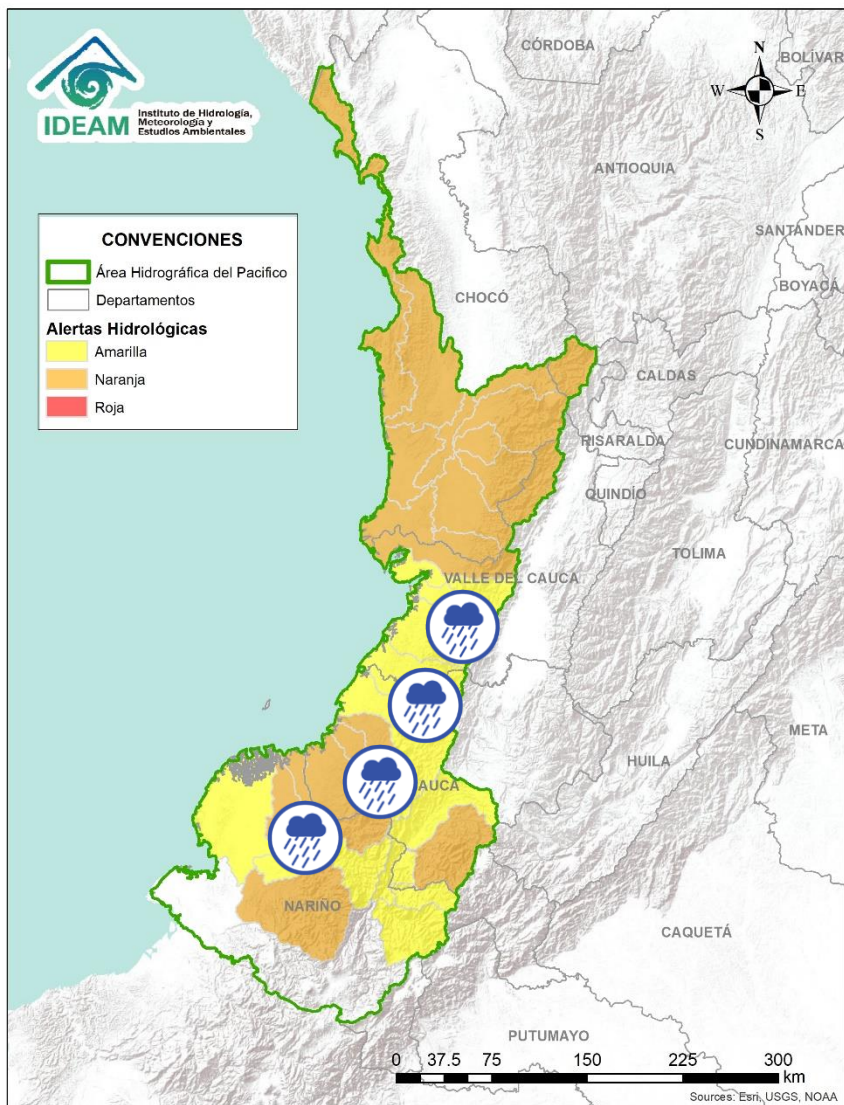 IDEAM
Instituto de Hidrología,
Meteorología y
Estudios Ambientales
CÓRDOBA
BOLÍVAR
N
W
E
S
ANTIOQUIA
SANTANDER
BOYACÁ
CONVENCIONES
Área Hidrográfica del Pacifico
Departamentos
Alertas Hidrológicas
Amarilla
Naranja
Roja
CHOCÓ
CALDAS
RISARALDA
CUNDINAMARCA
QUINDÍO
TOLIMA
VALLE DEL CAUCA
META
HUILA
AUCA
NARIÑO
CAQUETÁ
PUTUMAYO
0 37.5 75 150 225 300
km
Sources: Esri, USGS, NOAA